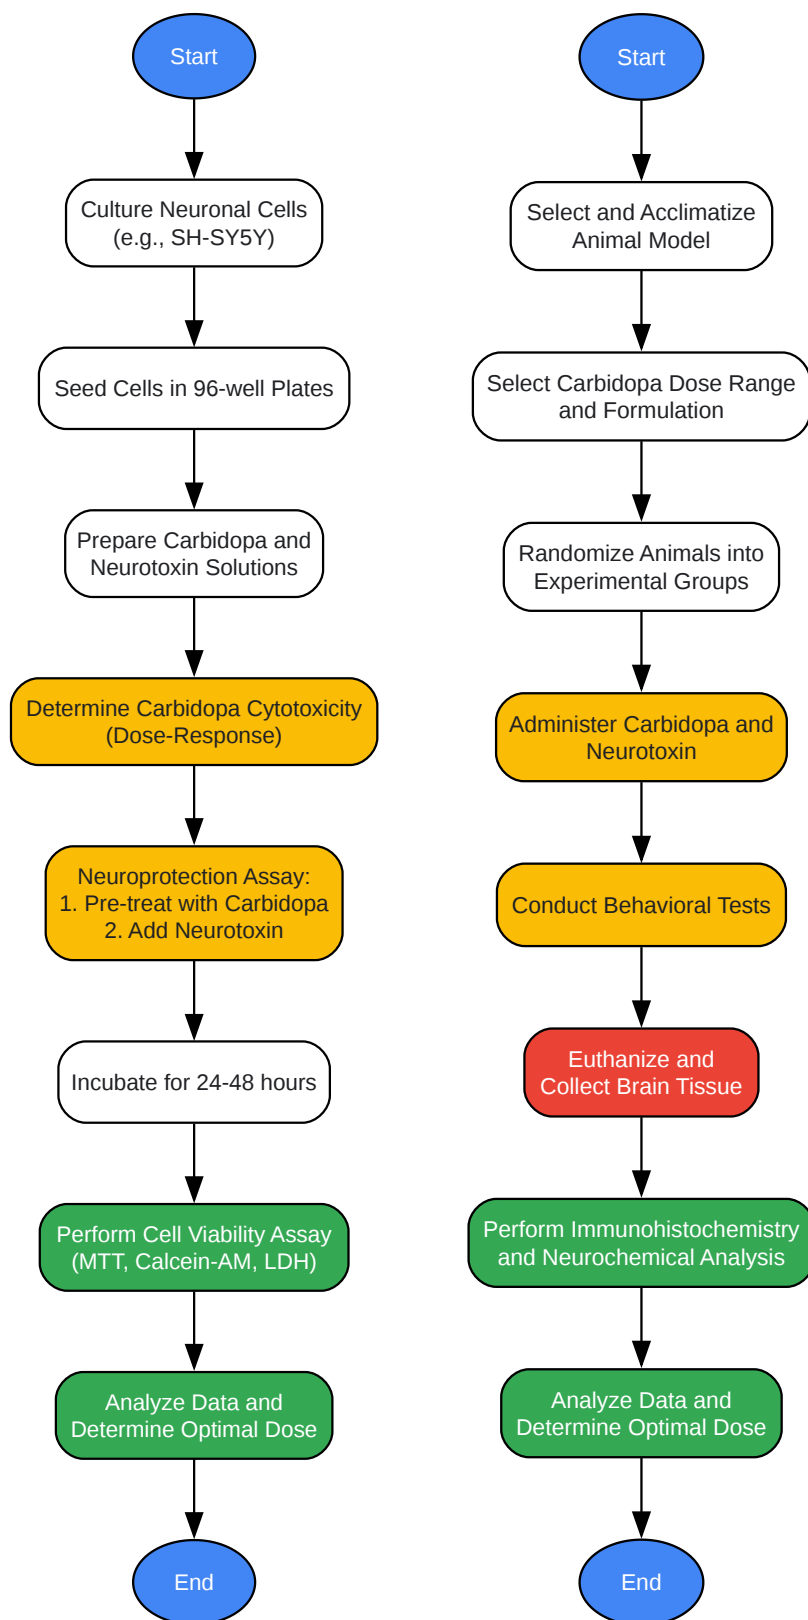 Start
Culture Neuronal Cells
(e.g., SH-SY5Y)
Seed Cells in 96-well Plates
Prepare Carbidopa and
Neurotoxin Solutions
Determine Carbidopa Cytotoxicity
(Dose-Response)
Neuroprotection Assay:
1. Pre-treat with Carbidopa
2. Add Neurotoxin
Incubate for 24-48 hours
Perform Cell Viability Assay
(MTT, Calcein-AM, LDH)
Analyze Data and
Determine Optimal Dose
End
Start
Select and Acclimatize
Animal Model
Select Carbidopa Dose Range
and Formulation
Randomize Animals into
Experimental Groups
Administer Carbidopa and
Neurotoxin
Conduct Behavioral Tests
Euthanize and
Collect Brain Tissue
Perform Immunohistochemistry
and Neurochemical Analysis
Analyze Data and
Determine Optimal Dose
End